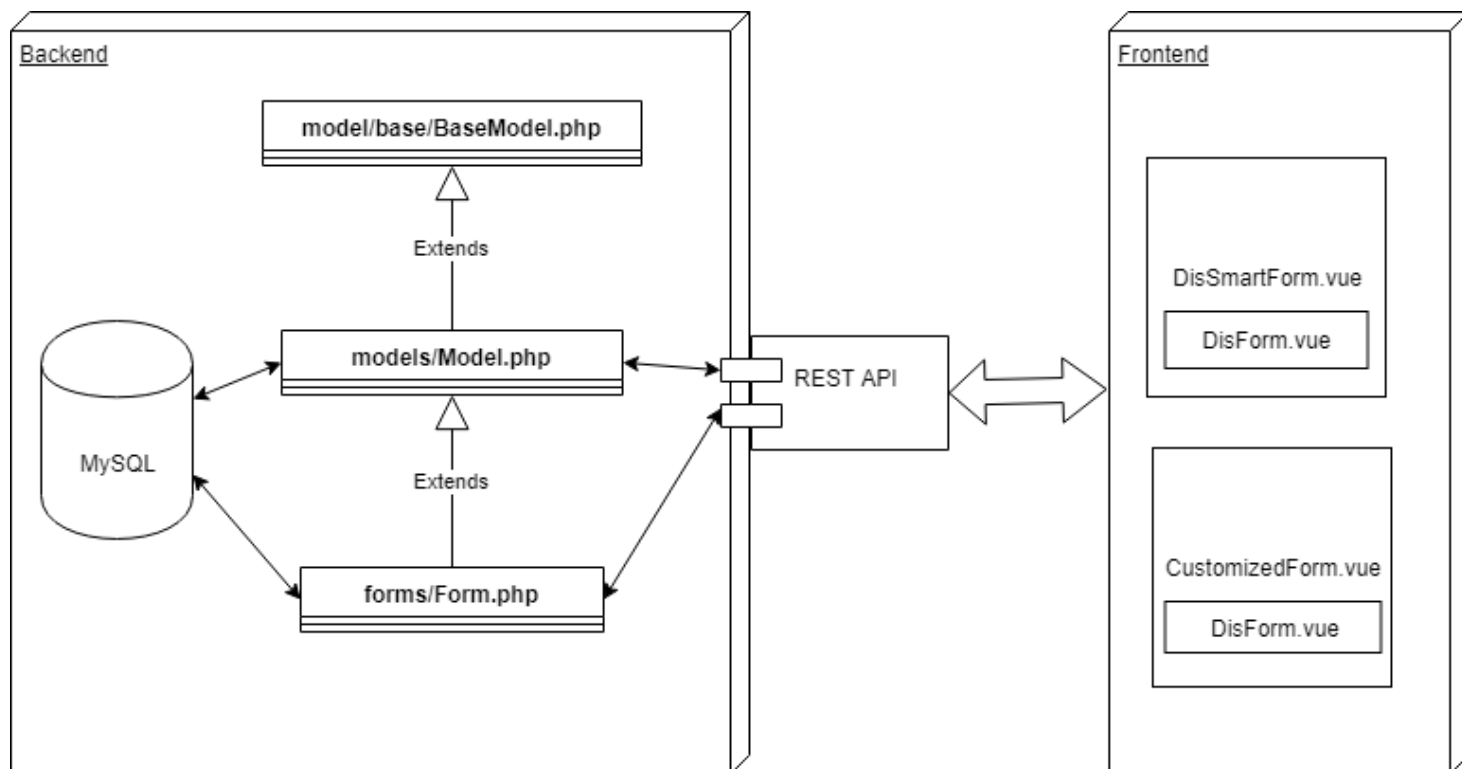 Backend
Frontend
model/base/BaseModel.php
Extends
DisSmartForm.vue
DisForm.vue
models/Model.php
REST API
MySQL
Extends
CustomizedForm.vue
forms/Form.php
DisForm.vue